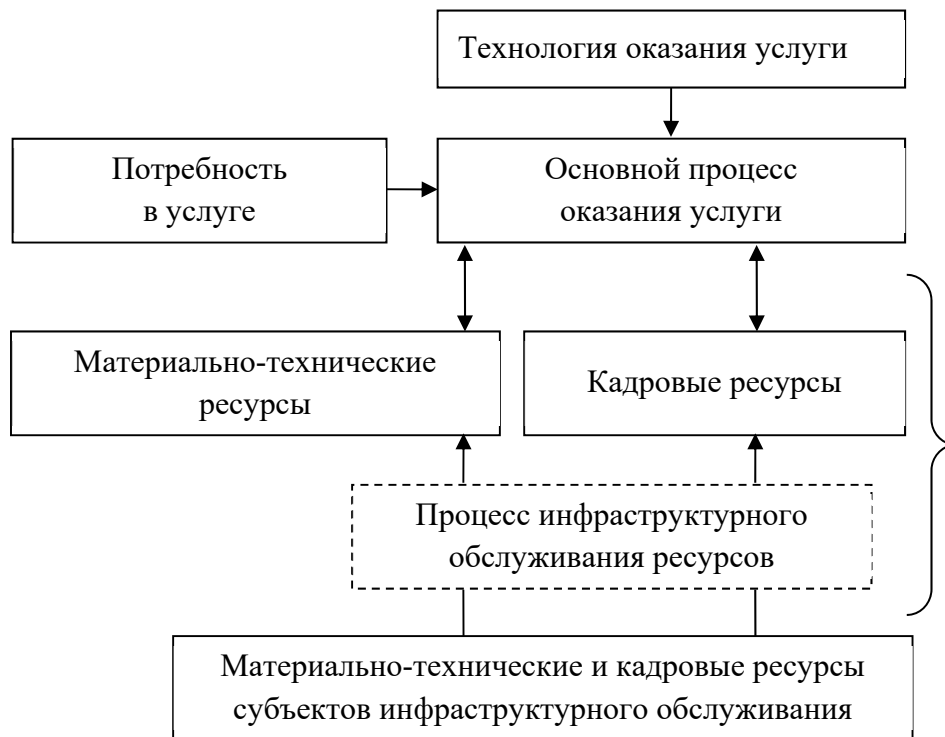 Технология оказания услуги
Потребность
в услуге
Основной процесс
оказания услуги
Материально-технические
ресурсы
Кадровые ресурсы
Процесс инфраструктурного
обслуживания ресурсов
Материально-технические и кадровые ресурсы
субъектов инфраструктурного обслуживания